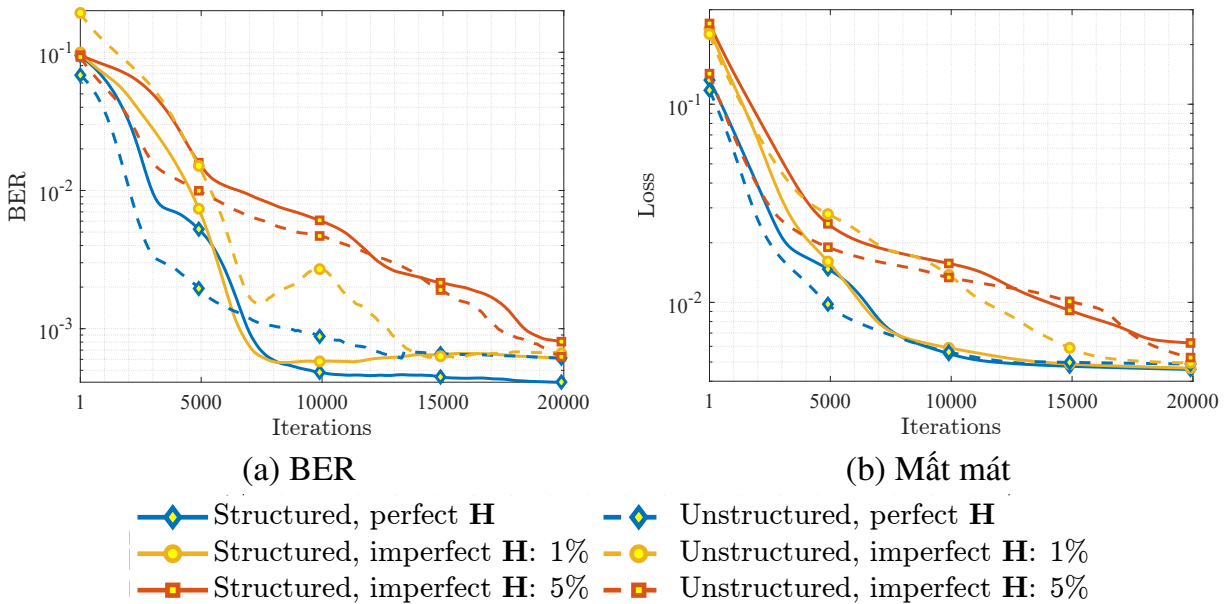 10^-1
10^-2
10^-3
BER
1 5000 10000 15000 20000
Iterations
(a) BER
10^-1
10^-2
Loss
1 5000 10000 15000 20000
Iterations
(b) Mất mát
Structured, perfect H
Unstructured, perfect H
Structured, imperfect H: 1%
Unstructured, imperfect H: 1%
Structured, imperfect H: 5%
Unstructured, imperfect H: 5%